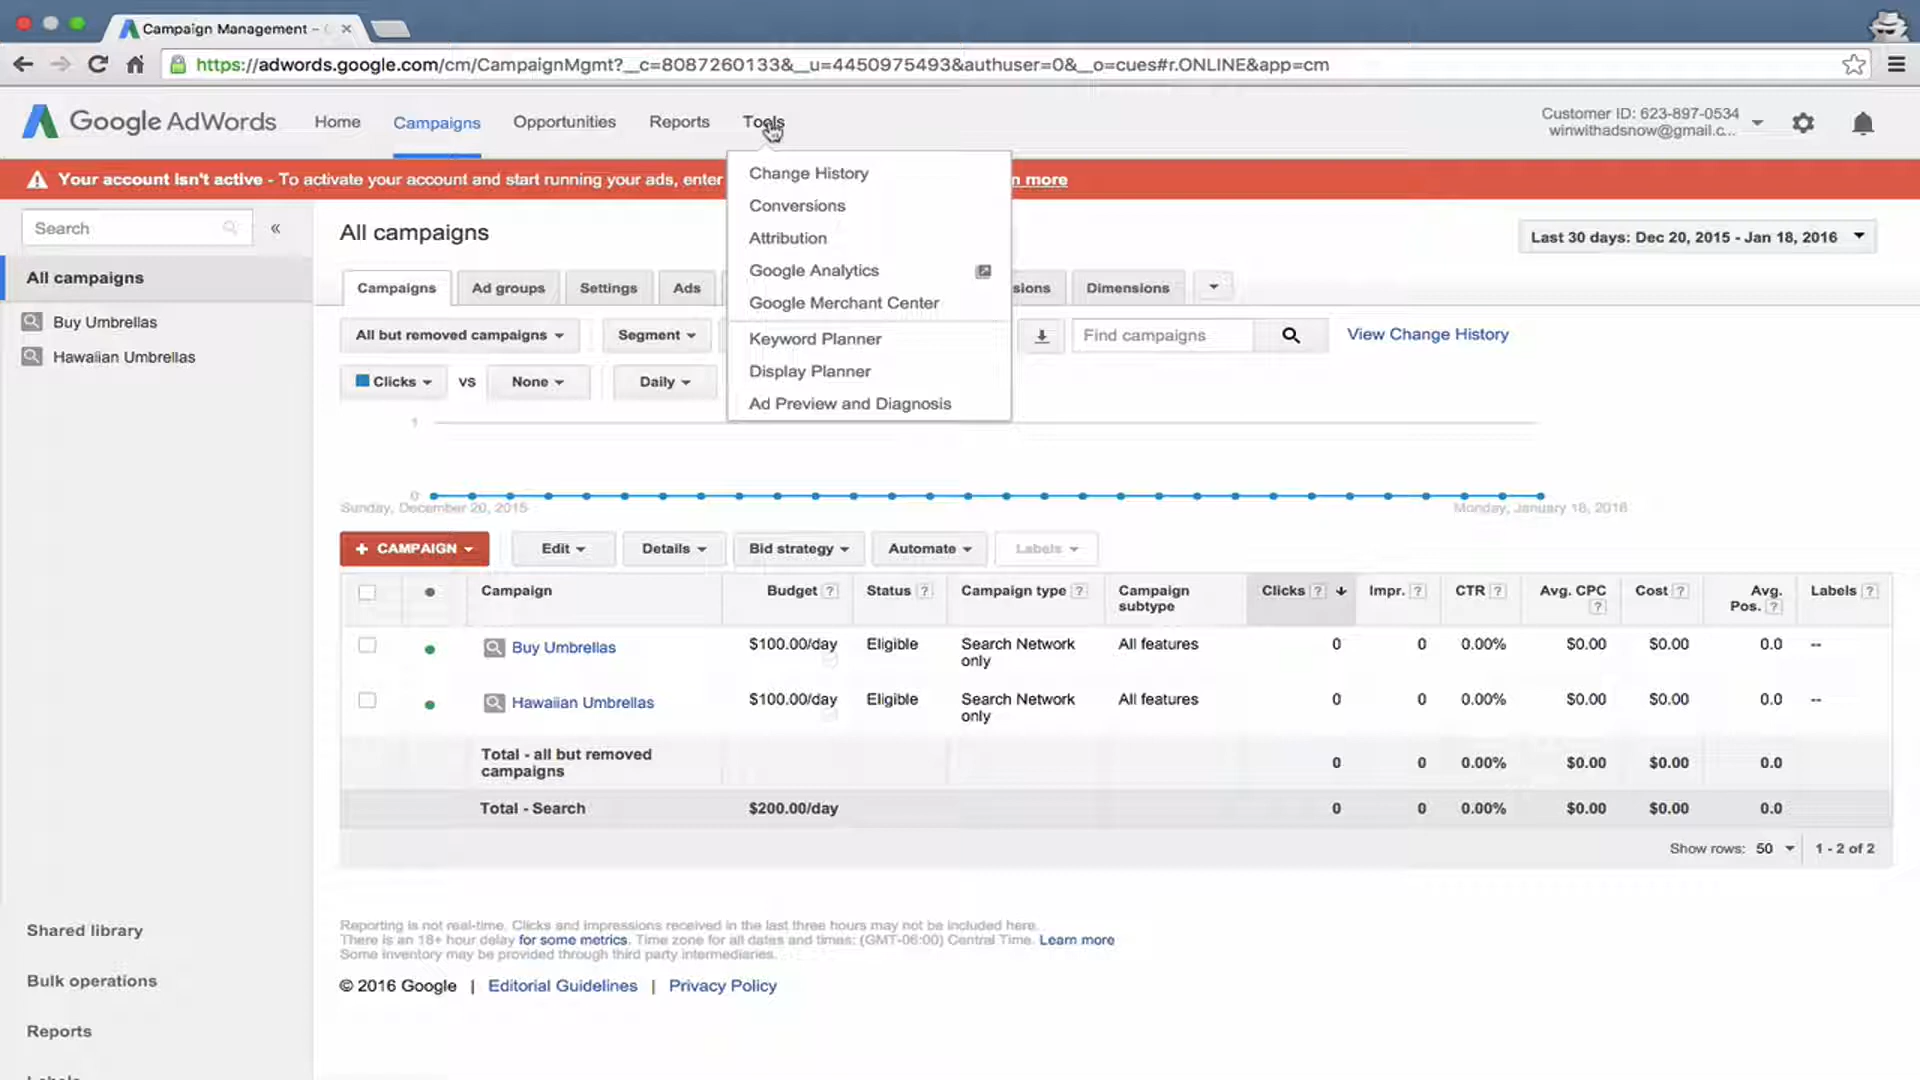 Campaign Management –
https://adwords.google.com/cm/CampaignMgmt?__c=8087260133&__u=4450975493&authuser=0&__o=cues#r.ONLINE&app=cm
Google AdWords
Home
Campaigns
Opportunities
Reports
Tools
Customer ID: 623-897-0534
winwithadsnow@gmail.c...
Your account isn't active - To activate your account and start running your ads, enter
n more
Change History
Conversions
Attribution
Google Analytics
Google Merchant Center
Keyword Planner
Display Planner
Ad Preview and Diagnosis
Search
«
All campaigns
Buy Umbrellas
Hawaiian Umbrellas
All campaigns
Last 30 days: Dec 20, 2015 - Jan 18, 2016
Campaigns
Ad groups
Settings
Ads
sions
Dimensions
All but removed campaigns
Segment
Find campaigns
View Change History
Clicks
VS
None
Daily
1
0
Sunday, December 20, 2015
Monday, January 18, 2016
+ CAMPAIGN
Edit
Details
Bid strategy
Automate
Labels
Campaign Budget ? Status ? Campaign type ? Campaign subtype Clicks ? Impr. ? CTR ? Avg. CPC ? Cost ? Avg. Pos. ? Labels ?
Buy Umbrellas $100.00/day Eligible Search Network only All features 0 0 0.00% $0.00 $0.00 0.0 --
Hawaiian Umbrellas $100.00/day Eligible Search Network only All features 0 0 0.00% $0.00 $0.00 0.0 --
Total - all but removed campaigns 0 0 0.00% $0.00 $0.00 0.0
Total - Search $200.00/day 0 0 0.00% $0.00 $0.00 0.0
Show rows: 50
1 - 2 of 2
Reporting is not real-time. Clicks and impressions received in the last three hours may not be included here.
There is an 18+ hour delay for some metrics. Time zone for all dates and times: (GMT-06:00) Central Time. Learn more
Some inventory may be provided through third party intermediaries.
© 2016 Google | Editorial Guidelines | Privacy Policy
Shared library
Bulk operations
Reports
Labels